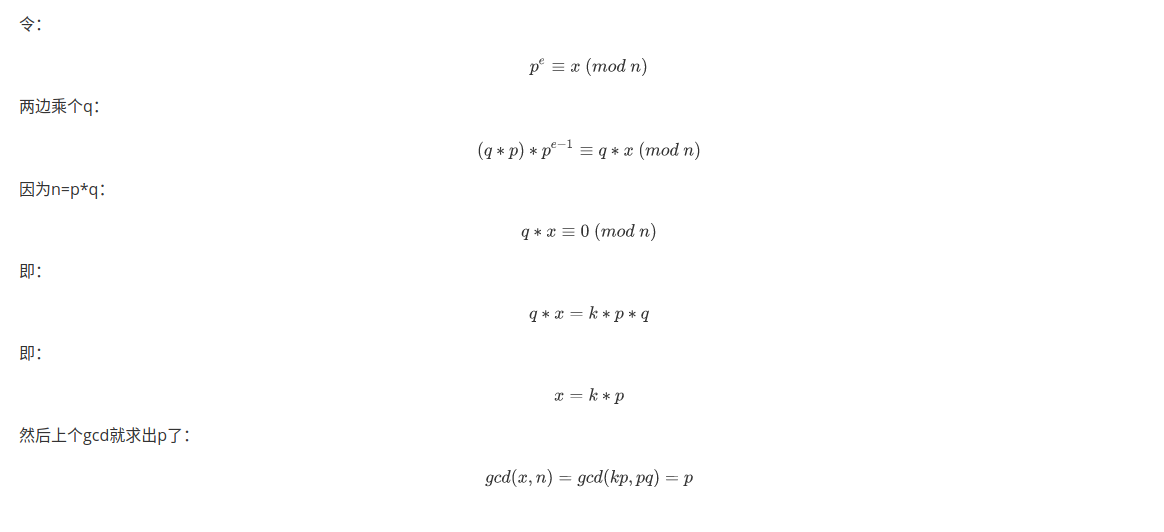 令：
p^e ≡ x (mod n)
两边乘个q：
(q ∗ p) ∗ p^{e−1} ≡ q ∗ x (mod n)
因为n=p*q：
q ∗ x ≡ 0 (mod n)
即：
q ∗ x = k ∗ p ∗ q
即：
x = k ∗ p
然后上个gcd就求出p了：
gcd(x, n) = gcd(kp, pq) = p